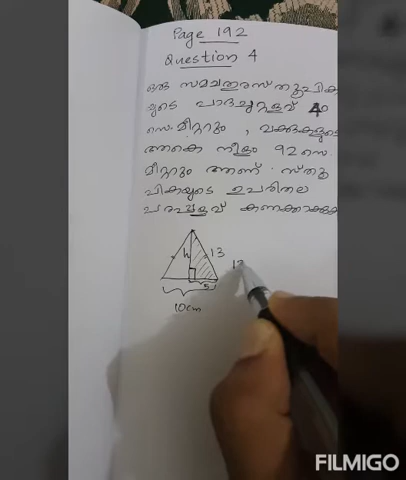 Page 192
Question 4
ഒരു സമചതുരസ്തൂപിക
യുടെ പാദചുറ്റളവ് 40
സെ.മീറ്ററും, വക്കുകളുടെ
ആകെ നീളം 92 സെ.
മീറ്ററും ആണ്. സ്തൂ
പികയുടെ ഉപരിതല
പരപ്പളവ് കണക്കാക്കുക
h 13
13
5
10cm
FILMIGO